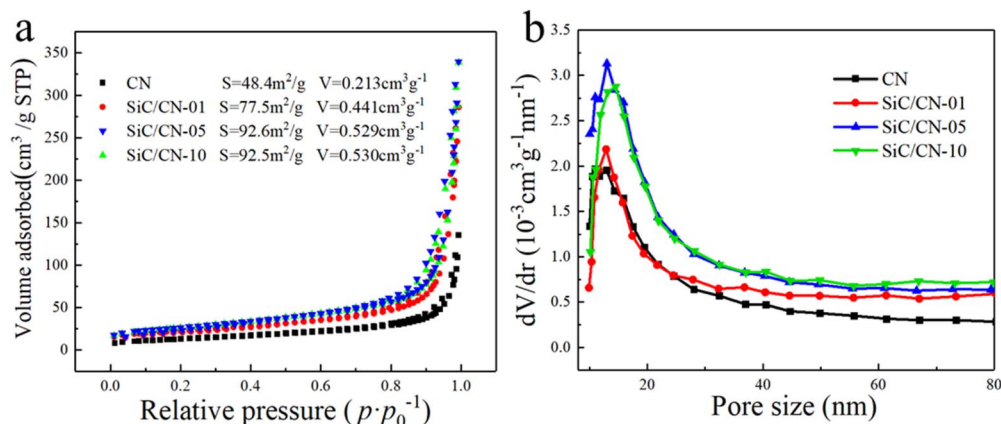 a
Volume adsorbed(cm³/g STP)
350
300
250
200
150
100
50
0
CN S=48.4m²/g V=0.213cm³g⁻¹
SiC/CN-01 S=77.5m²/g V=0.441cm³g⁻¹
SiC/CN-05 S=92.6m²/g V=0.529cm³g⁻¹
SiC/CN-10 S=92.5m²/g V=0.530cm³g⁻¹
0.0 0.2 0.4 0.6 0.8 1.0
Relative pressure ( p·p₀⁻¹)
b
dV/dr (10⁻³cm³g⁻¹nm⁻¹)
3.5
3.0
2.5
2.0
1.5
1.0
0.5
0.0
CN
SiC/CN-01
SiC/CN-05
SiC/CN-10
20 40 60 80
Pore size (nm)